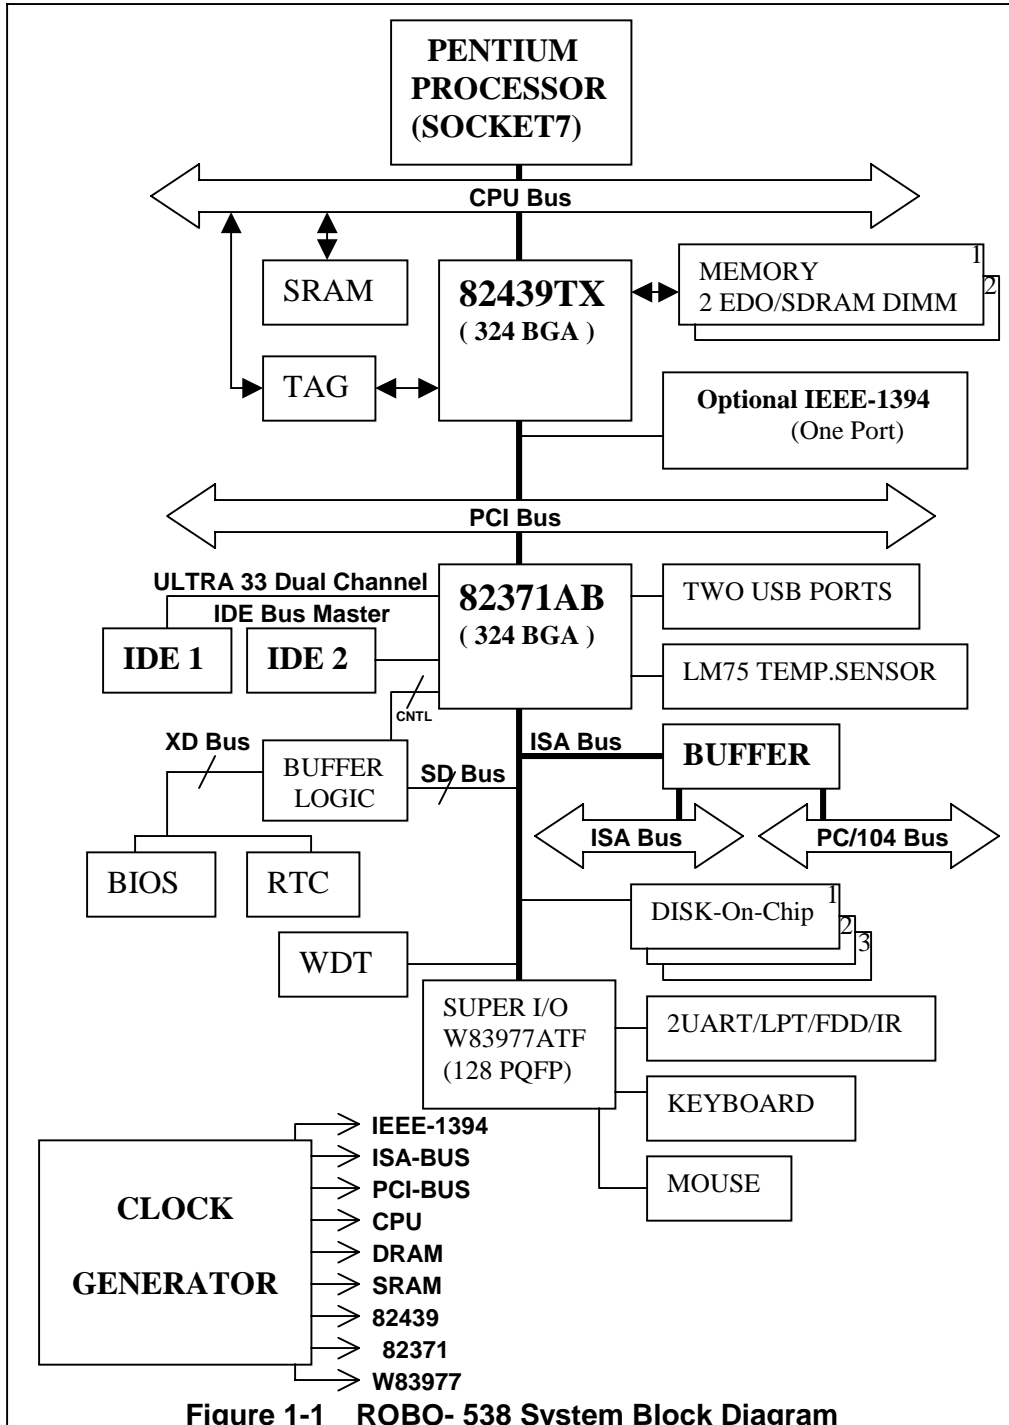 PENTIUM
PROCESSOR
(SOCKET7)
CPU Bus
SRAM
82439TX
( 324 BGA )
MEMORY
2 EDO/SDRAM DIMM
1
2
TAG
Optional IEEE-1394
(One Port)
PCI Bus
ULTRA 33 Dual Channel
IDE Bus Master
IDE 1
IDE 2
82371AB
( 324 BGA )
TWO USB PORTS
LM75 TEMP.SENSOR
CNTL
XD Bus
BUFFER
LOGIC
SD Bus
ISA Bus
BUFFER
ISA Bus
PC/104 Bus
BIOS
RTC
DISK-On-Chip
1
2
3
WDT
SUPER I/O
W83977ATF
(128 PQFP)
2UART/LPT/FDD/IR
KEYBOARD
MOUSE
CLOCK
GENERATOR
IEEE-1394
ISA-BUS
PCI-BUS
CPU
DRAM
SRAM
82439
82371
W83977
Figure 1-1 ROBO- 538 System Block Diagram